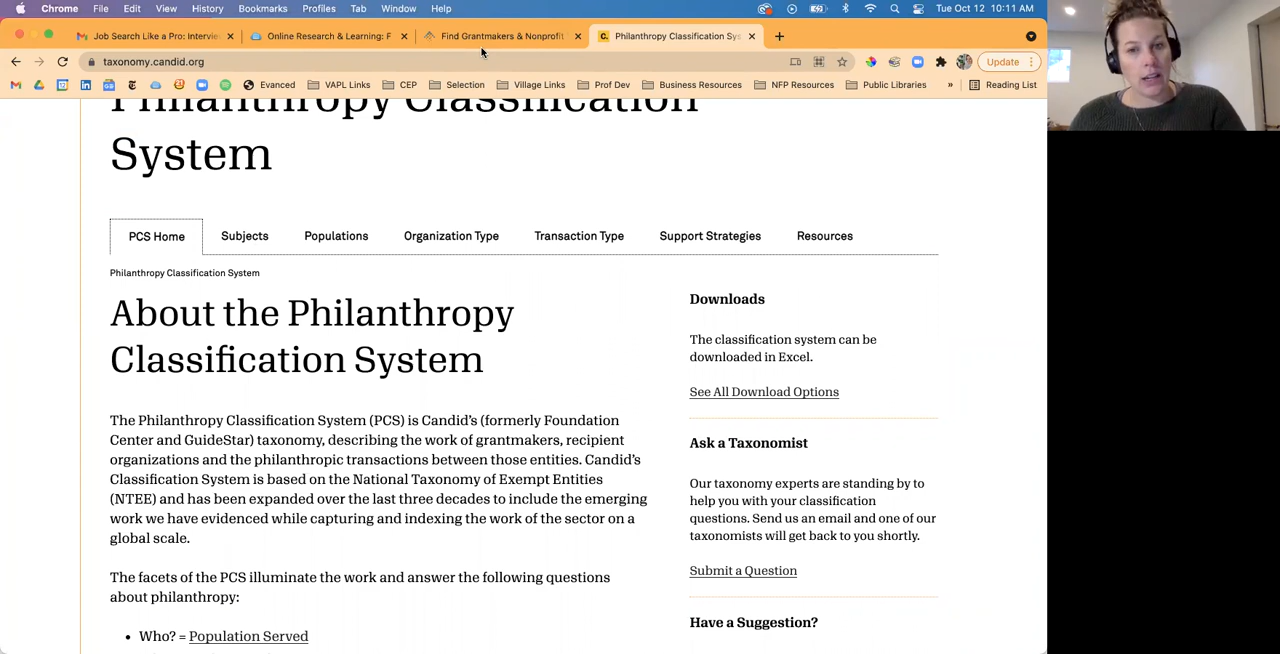 Chrome File Edit View History Bookmarks Profiles Tab Window Help Tue Oct 12 10:11 AM
Job Search Like a Pro: Intervie Online Research & Learning: F Find Grantmakers & Nonprofit Philanthropy Classification Sys
taxonomy.candid.org Update
Evanced VAPL Links CEP Selection Village Links Prof Dev Business Resources NFP Resources Public Libraries » Reading List
Philanthropy Classification
System
PCS Home Subjects Populations Organization Type Transaction Type Support Strategies Resources
Philanthropy Classification System
About the Philanthropy
Classification System
The Philanthropy Classification System (PCS) is Candid's (formerly Foundation
Center and GuideStar) taxonomy, describing the work of grantmakers, recipient
organizations and the philanthropic transactions between those entities. Candid's
Classification System is based on the National Taxonomy of Exempt Entities
(NTEE) and has been expanded over the last three decades to include the emerging
work we have evidenced while capturing and indexing the work of the sector on a
global scale.
The facets of the PCS illuminate the work and answer the following questions
about philanthropy:
• Who? = Population Served
Downloads
The classification system can be
downloaded in Excel.
See All Download Options
Ask a Taxonomist
Our taxonomy experts are standing by to
help you with your classification
questions. Send us an email and one of our
taxonomists will get back to you shortly.
Submit a Question
Have a Suggestion?